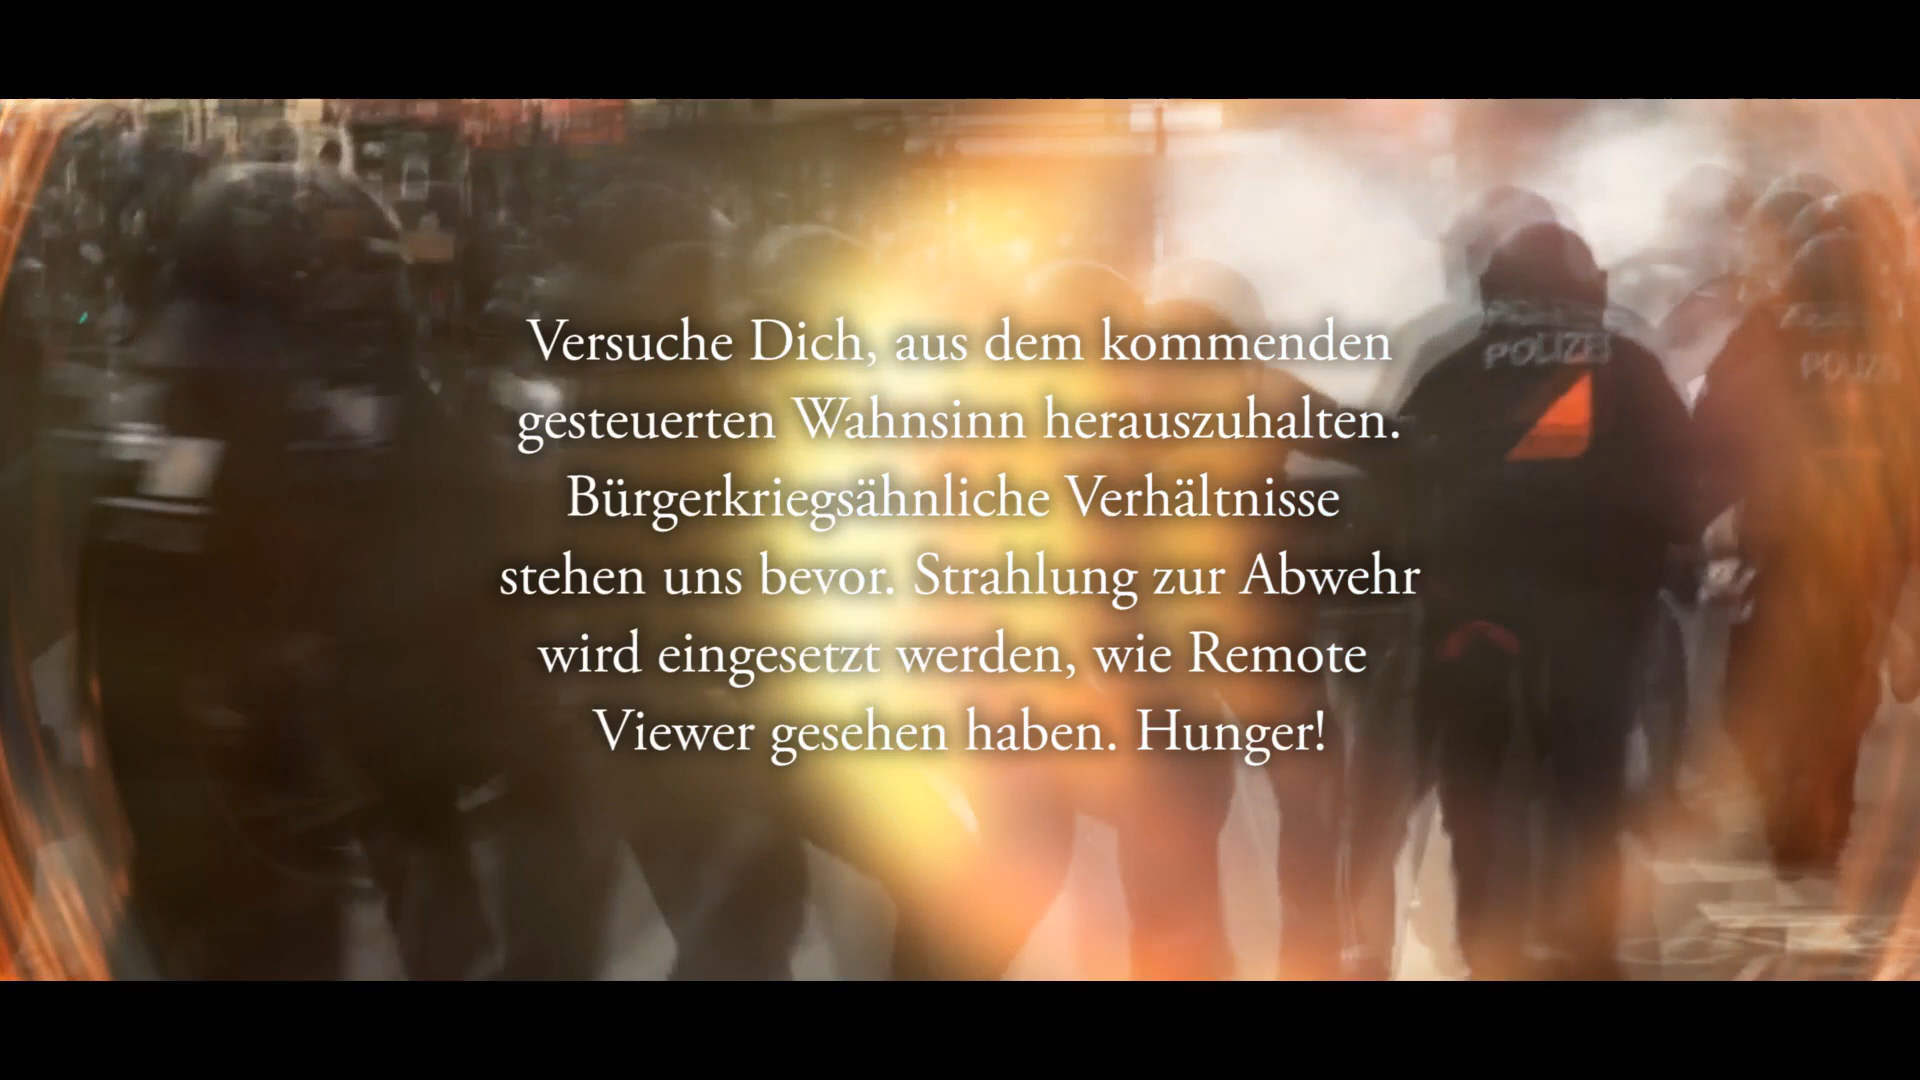 Versuche Dich, aus dem kommenden
gesteuerten Wahnsinn herauszuhalten.
Bürgerkriegsähnliche Verhältnisse
stehen uns bevor. Strahlung zur Abwehr
wird eingesetzt werden, wie Remote
Viewer gesehen haben. Hunger!
POLIZEI